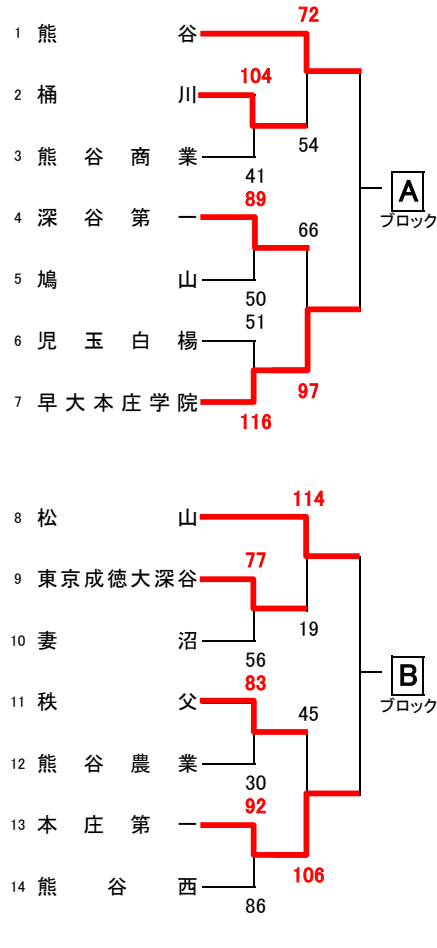 72
1 熊谷
104
2 桶川
54
3 熊谷商業
41
A
ブロック
89
4 深谷第一
66
5 鳩山
50
51
6 児玉白楊
97
7 早大本庄学院
116
114
8 松山
77
9 東京成徳大深谷
19
10 妻沼
56
B
ブロック
83
11 秩父
45
12 熊谷農業
30
92
13 本庄第一
106
14 熊谷西
86